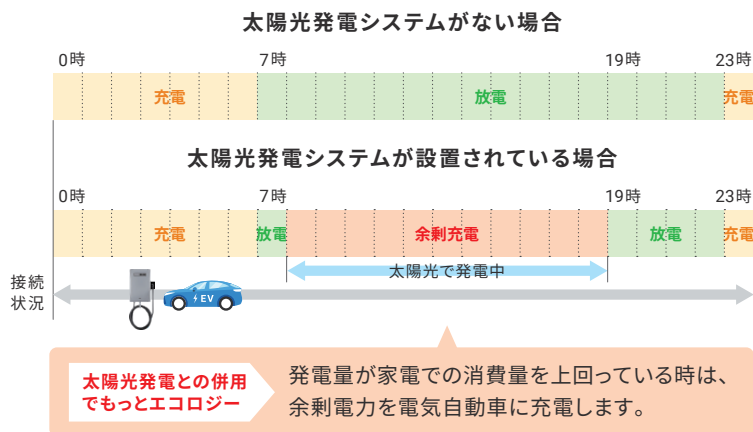 太陽光発電システムがない場合
0時 7時 19時 23時
充電 放電 充電
太陽光発電システムが設置されている場合
0時 7時 19時 23時
充電 放電 余剰充電 放電 充電
太陽光で発電中
接続
状況
EV
太陽光発電との併用
でもっとエコロジー
発電量が家電での消費量を上回っている時は、
余剰電力を電気自動車に充電します。